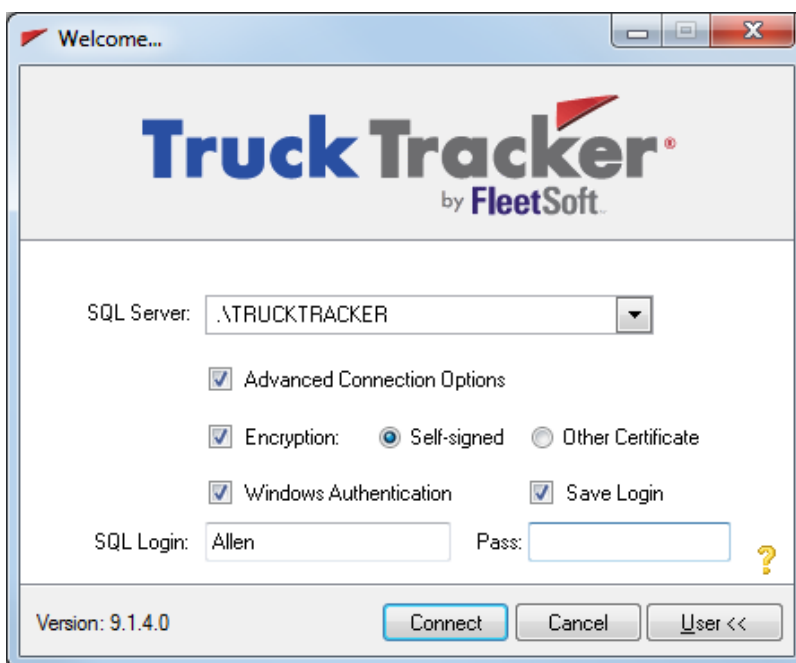 Welcome...
Truck Tracker®
by FleetSoft™
SQL Server: .\TRUCKTRACKER
Advanced Connection Options
Encryption: Self-signed Other Certificate
Windows Authentication Save Login
SQL Login: Allen Pass: ?
Version: 9.1.4.0 Connect Cancel User <<